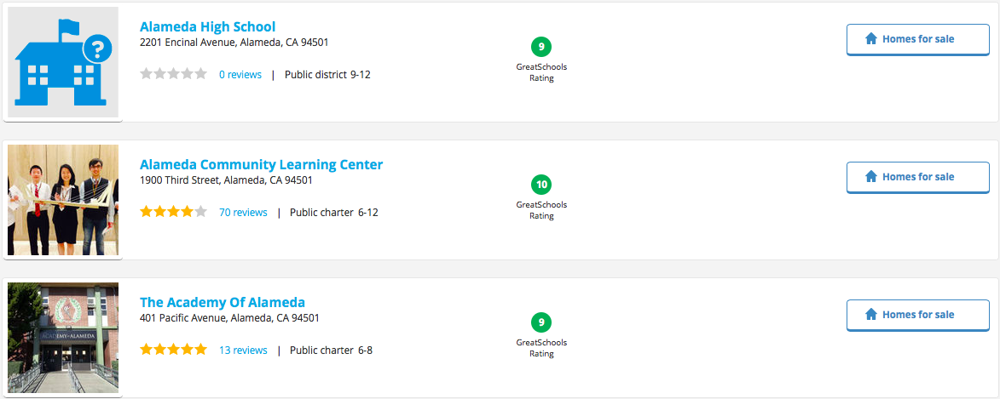 Alameda High School
2201 Encinal Avenue, Alameda, CA 94501
0 reviews | Public district 9-12
9
GreatSchools
Rating
Homes for sale
?
Alameda Community Learning Center
1900 Third Street, Alameda, CA 94501
70 reviews | Public charter 6-12
10
GreatSchools
Rating
Homes for sale
The Academy Of Alameda
401 Pacific Avenue, Alameda, CA 94501
13 reviews | Public charter 6-8
9
GreatSchools
Rating
Homes for sale
ACADEMY-ALAMEDA